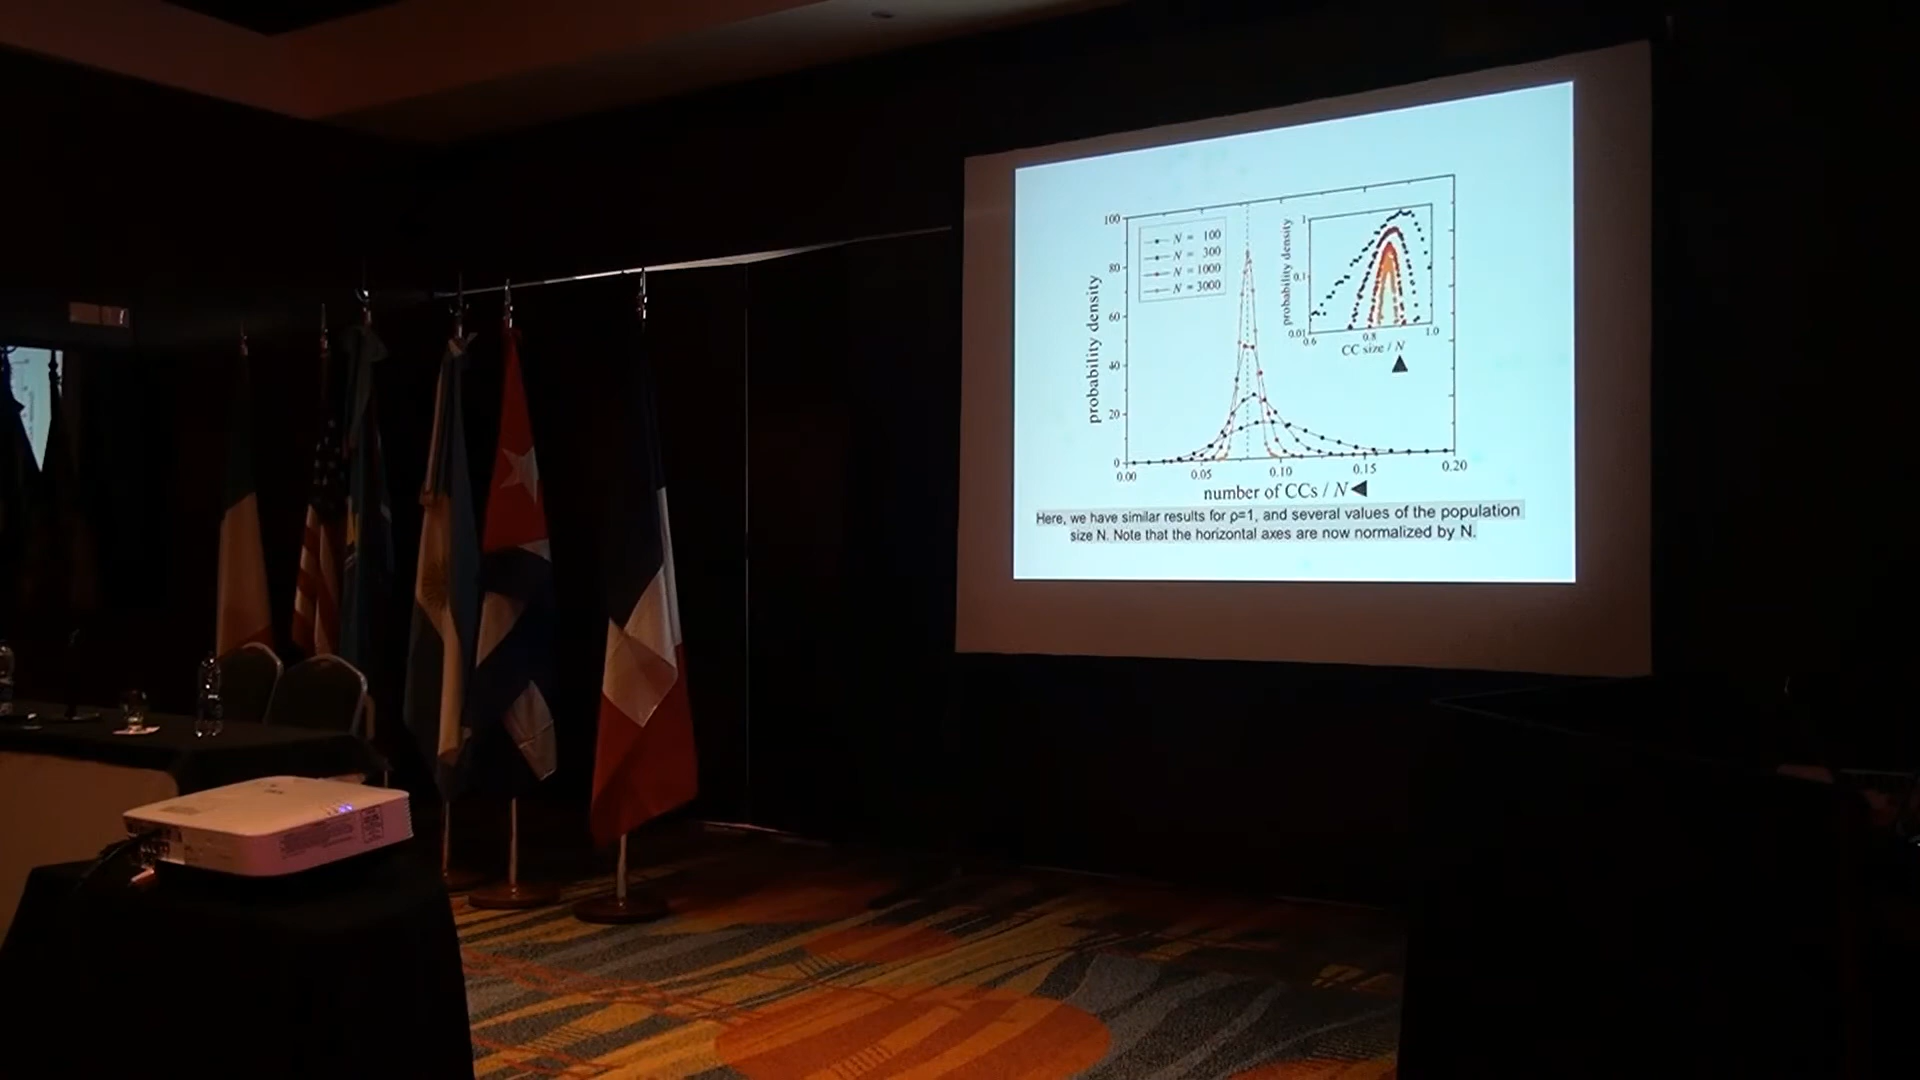 100
80
60
40
20
0
probability density
N = 100
N = 300
N = 1000
N = 3000
0.00
0.05
0.10
0.15
0.20
number of CCs / N
probability density
1
0.1
0.01
0.6
0.8
1.0
CC size / N
Here, we have similar results for ρ=1, and several values of the population
size N. Note that the horizontal axes are now normalized by N.